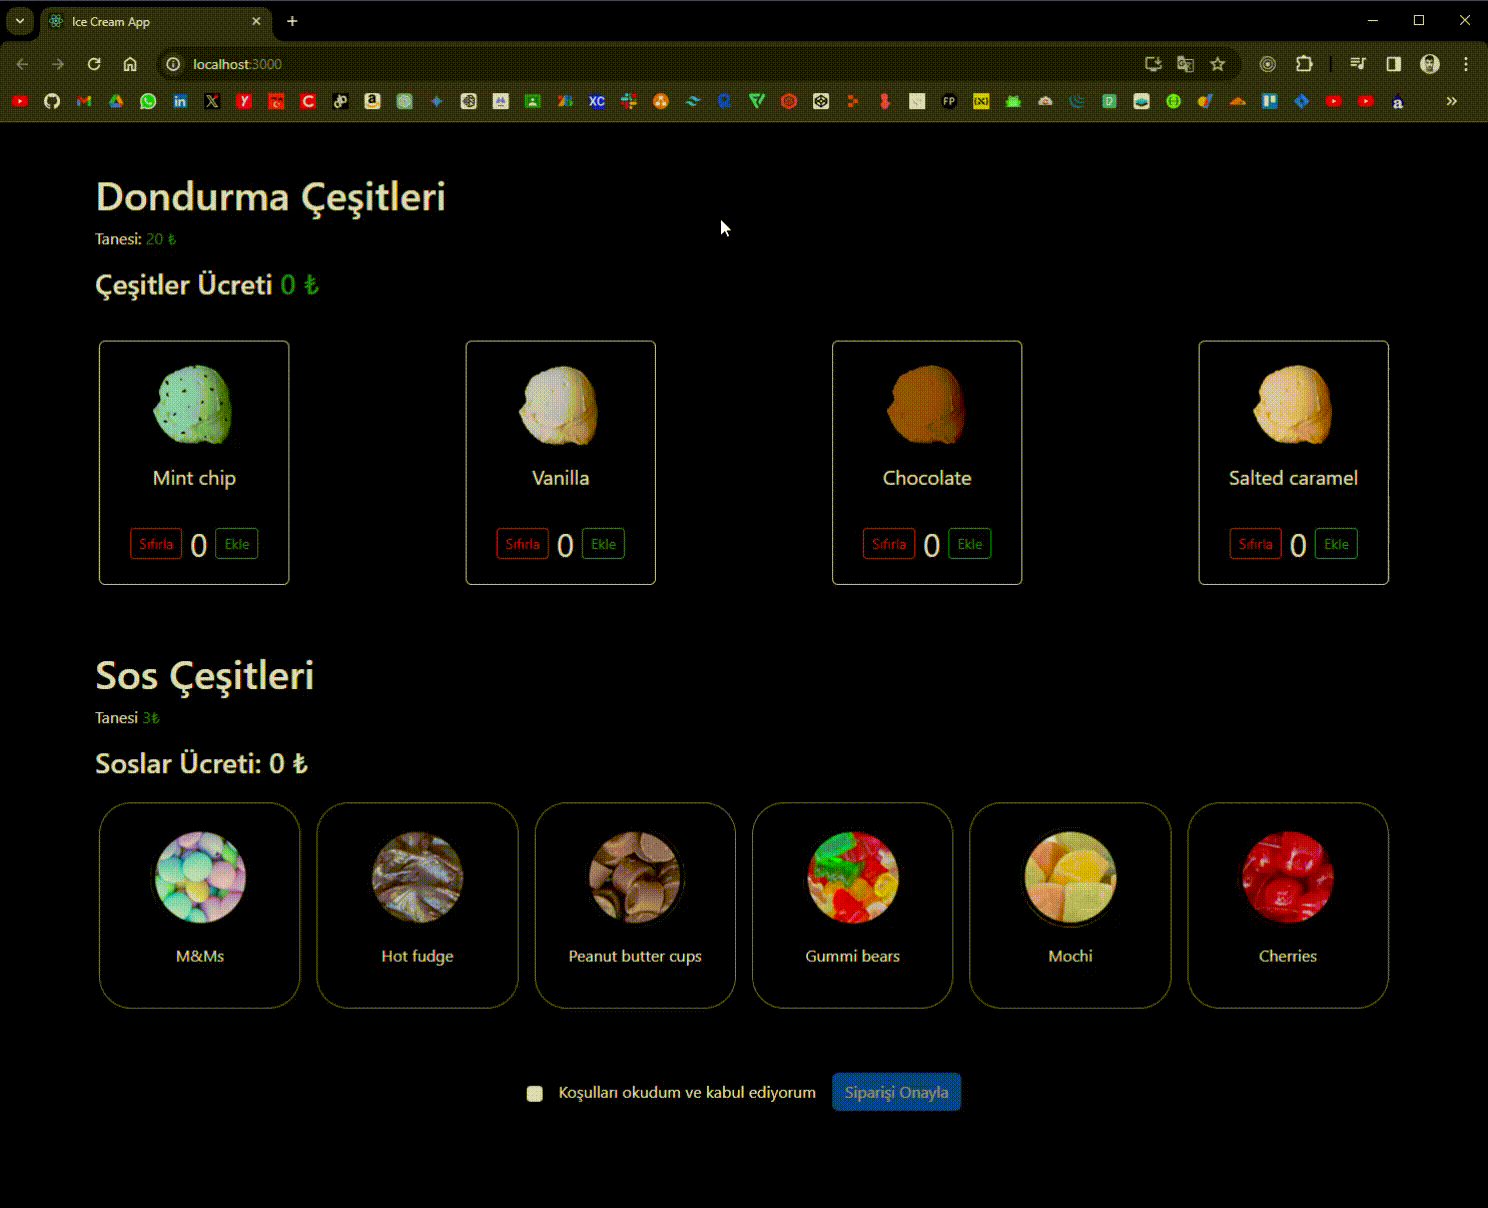 Ice Cream App
localhost:3000
Dondurma Çeşitleri
Tanesi: 20 ₺
Çeşitler Ücreti 0 ₺
Mint chip
Vanilla
Chocolate
Salted caramel
Sıfırla 0 Ekle
Sıfırla 0 Ekle
Sıfırla 0 Ekle
Sıfırla 0 Ekle
Sos Çeşitleri
Tanesi 3₺
Soslar Ücreti: 0 ₺
M&Ms
Hot fudge
Peanut butter cups
Gummi bears
Mochi
Cherries
Koşulları okudum ve kabul ediyorum
Siparişi Onayla